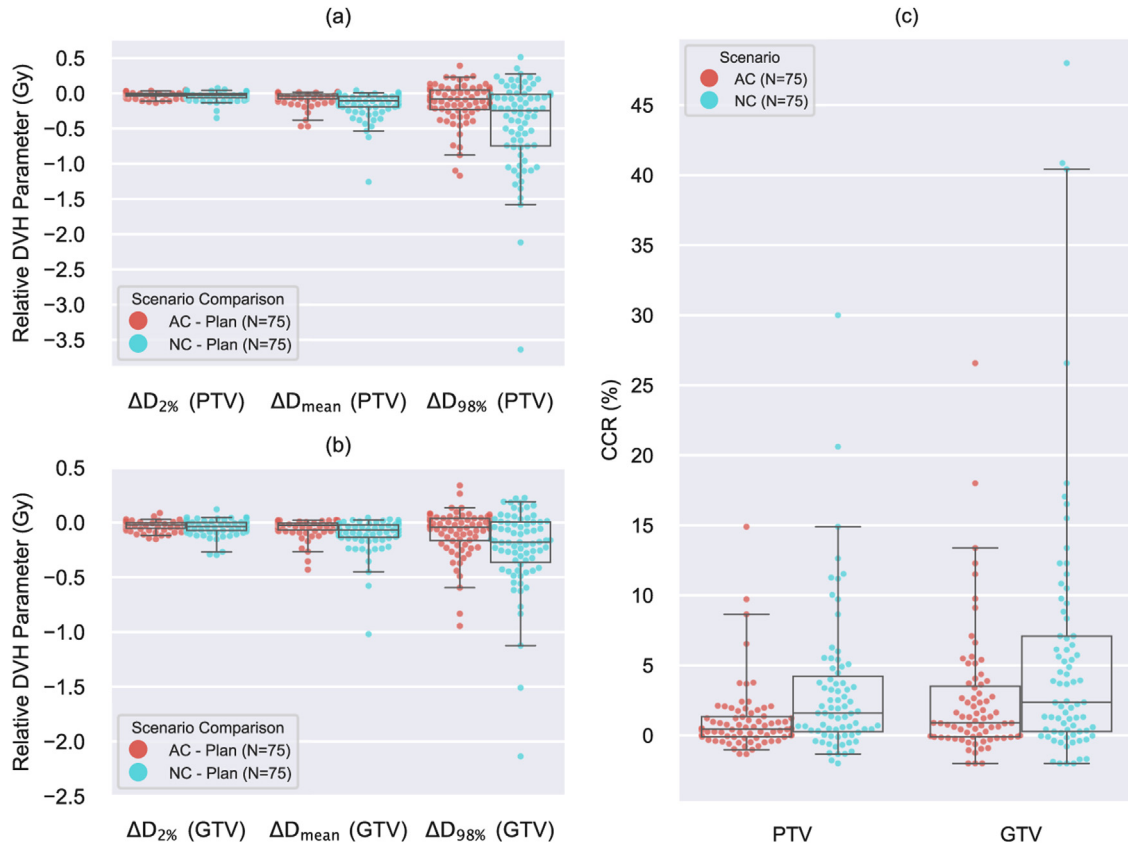 (a)
Relative DVH Parameter (Gy)
0.5
0.0
−0.5
−1.0
−1.5
−2.0
−2.5
−3.0
−3.5
Scenario Comparison
AC - Plan (N=75)
NC - Plan (N=75)
ΔD2% (PTV)
ΔDmean (PTV)
ΔD98% (PTV)
(b)
Relative DVH Parameter (Gy)
0.5
0.0
−0.5
−1.0
−1.5
−2.0
−2.5
Scenario Comparison
AC - Plan (N=75)
NC - Plan (N=75)
ΔD2% (GTV)
ΔDmean (GTV)
ΔD98% (GTV)
(c)
Scenario
AC (N=75)
NC (N=75)
CCR (%)
45
40
35
30
25
20
15
10
5
0
PTV
GTV